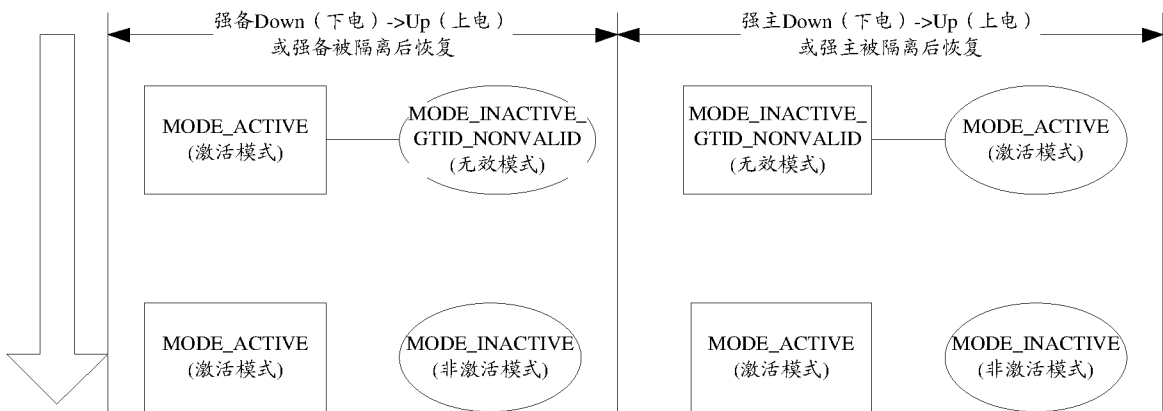 强备Down（下电）->Up（上电）
或强备被隔离后恢复
强主Down（下电）->Up（上电）
或强主被隔离后恢复
MODE_ACTIVE
(激活模式)
MODE_INACTIVE_
GTID_NONVALID
(无效模式)
MODE_INACTIVE_
GTID_NONVALID
(无效模式)
MODE_ACTIVE
(激活模式)
MODE_ACTIVE
(激活模式)
MODE_INACTIVE
(非激活模式)
MODE_ACTIVE
(激活模式)
MODE_INACTIVE
(非激活模式)